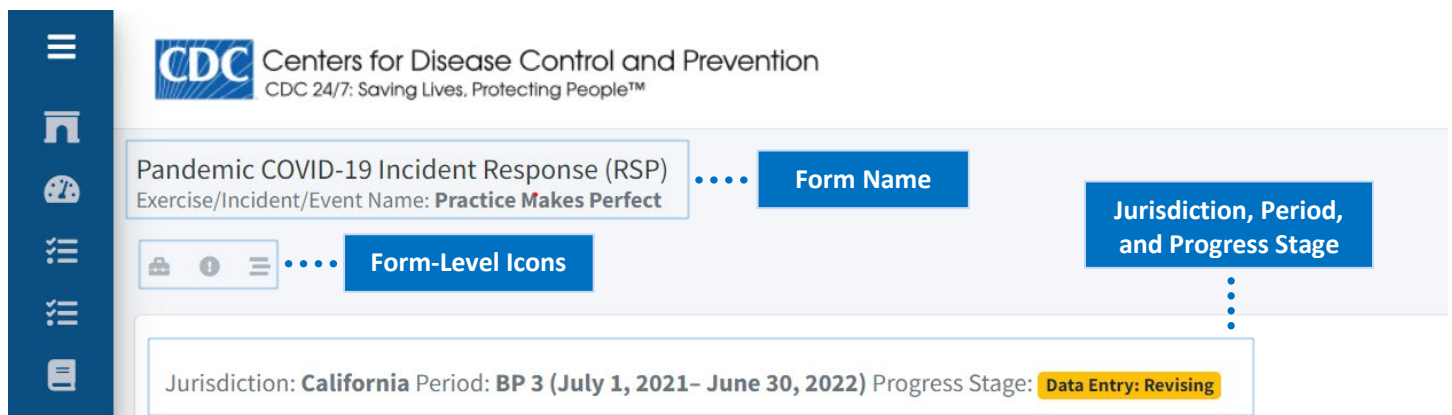 CDC Centers for Disease Control and Prevention
CDC 24/7: Saving Lives, Protecting People™
Pandemic COVID-19 Incident Response (RSP)
Exercise/Incident/Event Name: Practice Makes Perfect
Form Name
Jurisdiction, Period,
and Progress Stage
Form-Level Icons
Jurisdiction: California Period: BP 3 (July 1, 2021– June 30, 2022) Progress Stage: Data Entry: Revising